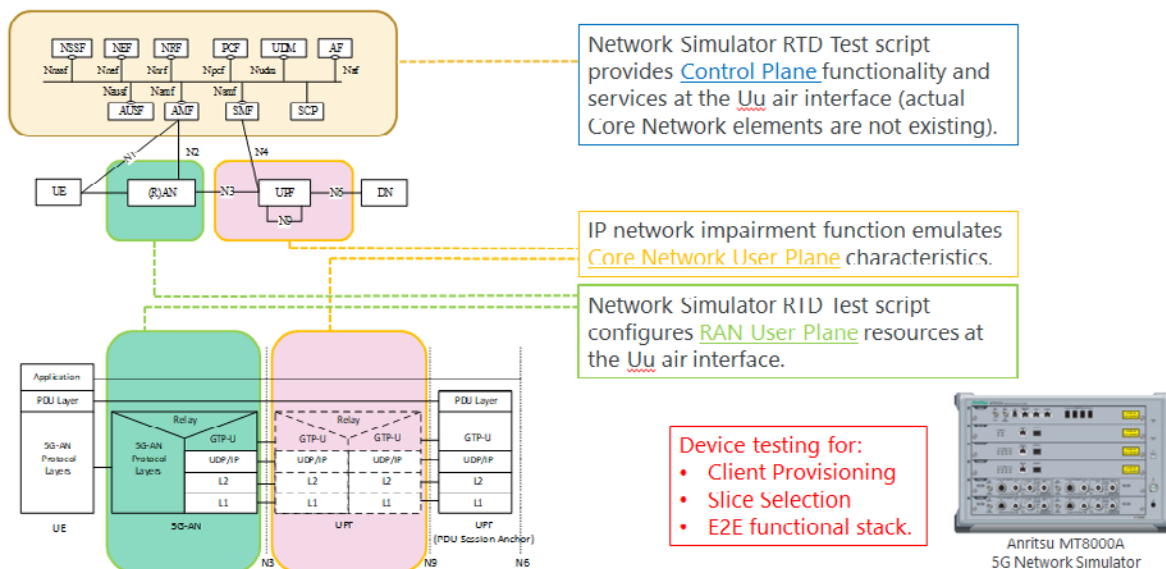 NSSF
NEF
NRF
PCF
UDM
AF
Nnssf
Nnef
Nnrf
Npcf
Nudm
Naf
Nausf
Namf
Nsmf
AUSF
AMF
SMF
SCP
N1
N2
N4
UE
(R)AN
N3
UPF
N6
DN
N9
Network Simulator RTD Test script
provides Control Plane functionality and
services at the Uu air interface (actual
Core Network elements are not existing).
IP network impairment function emulates
Core Network User Plane characteristics.
Network Simulator RTD Test script
configures RAN User Plane resources at
the Uu air interface.
Application
PDU Layer
5G-AN
Protocol
Layers
UE
Relay
5G-AN
Protocol
Layers
GTP-U
UDP/IP
L2
L1
5G-AN
Relay
GTP-U
GTP-U
UDP/IP
UDP/IP
L2
L2
L1
L1
UPF
PDU Layer
GTP-U
UDP/IP
L2
L1
UPF
(PDU Session Anchor)
N3
N9
N6
Device testing for:
• Client Provisioning
• Slice Selection
• E2E functional stack.
Anritsu MT8000A
5G Network Simulator